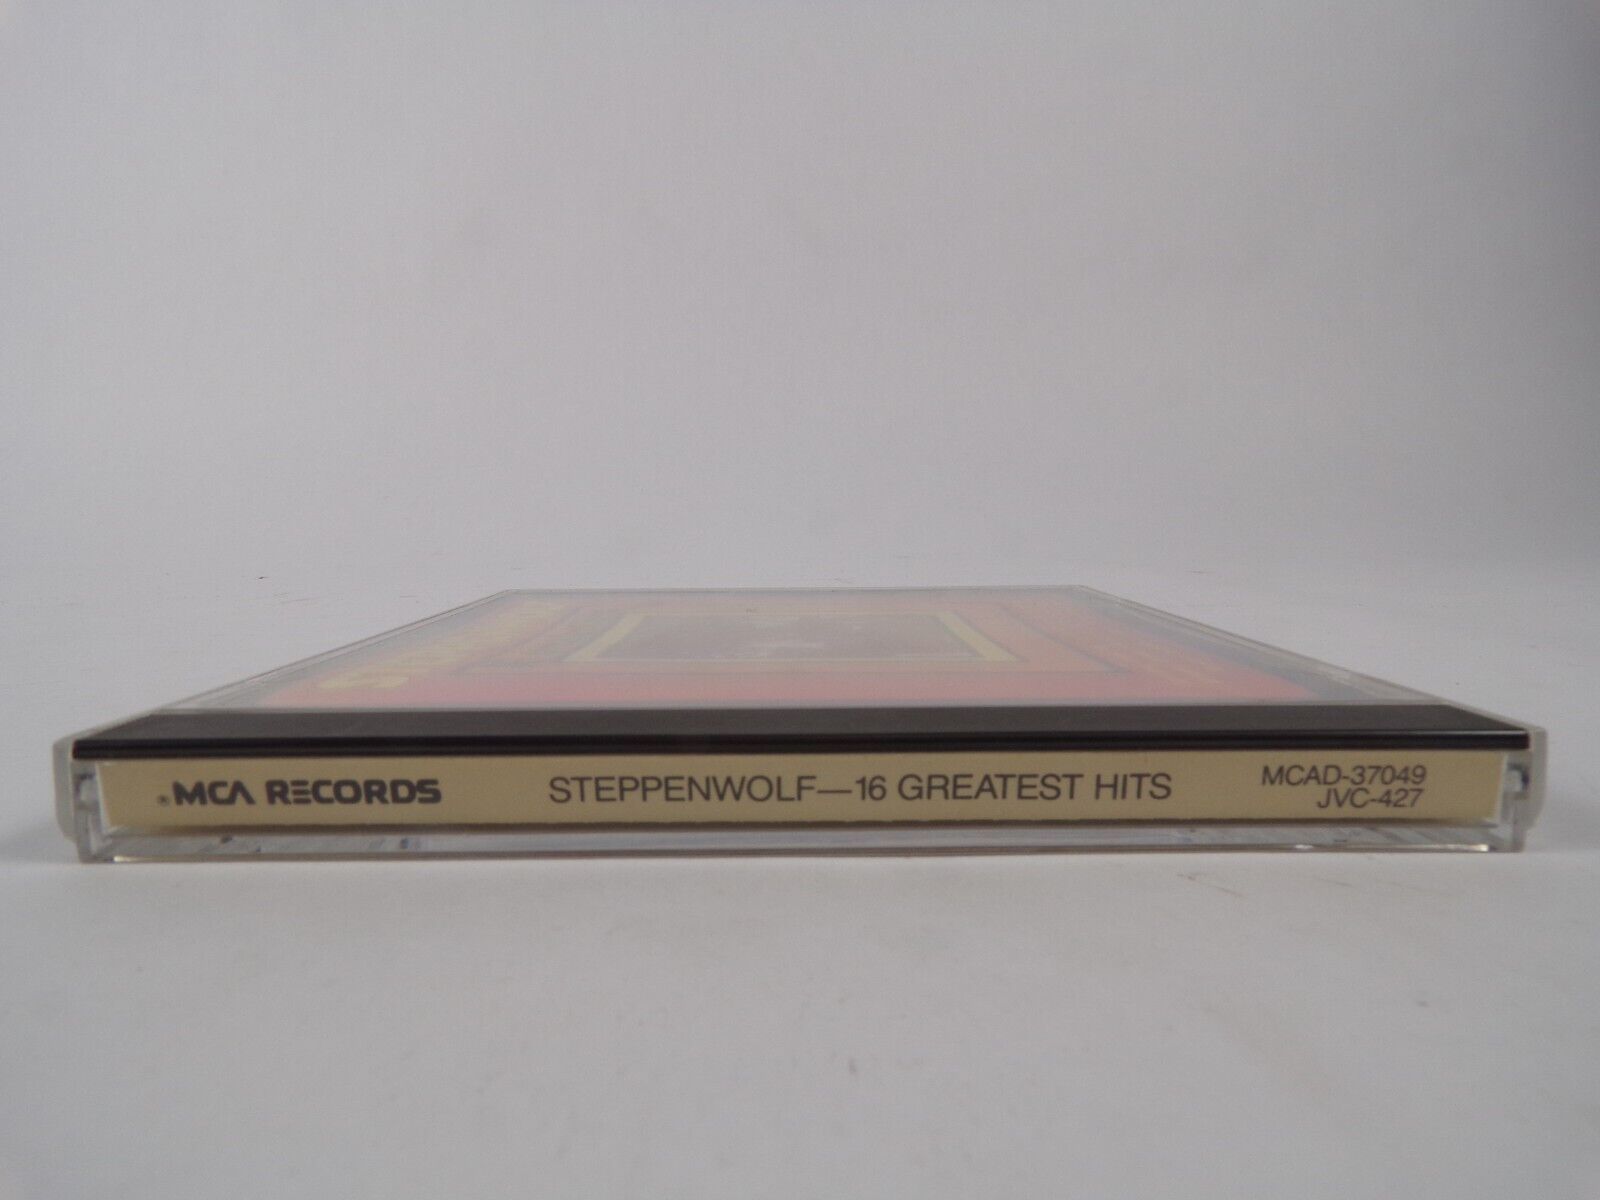 ® MCA RECORDS
STEPPENWOLF—16 GREATEST HITS
MCAD-37049
JVC-427